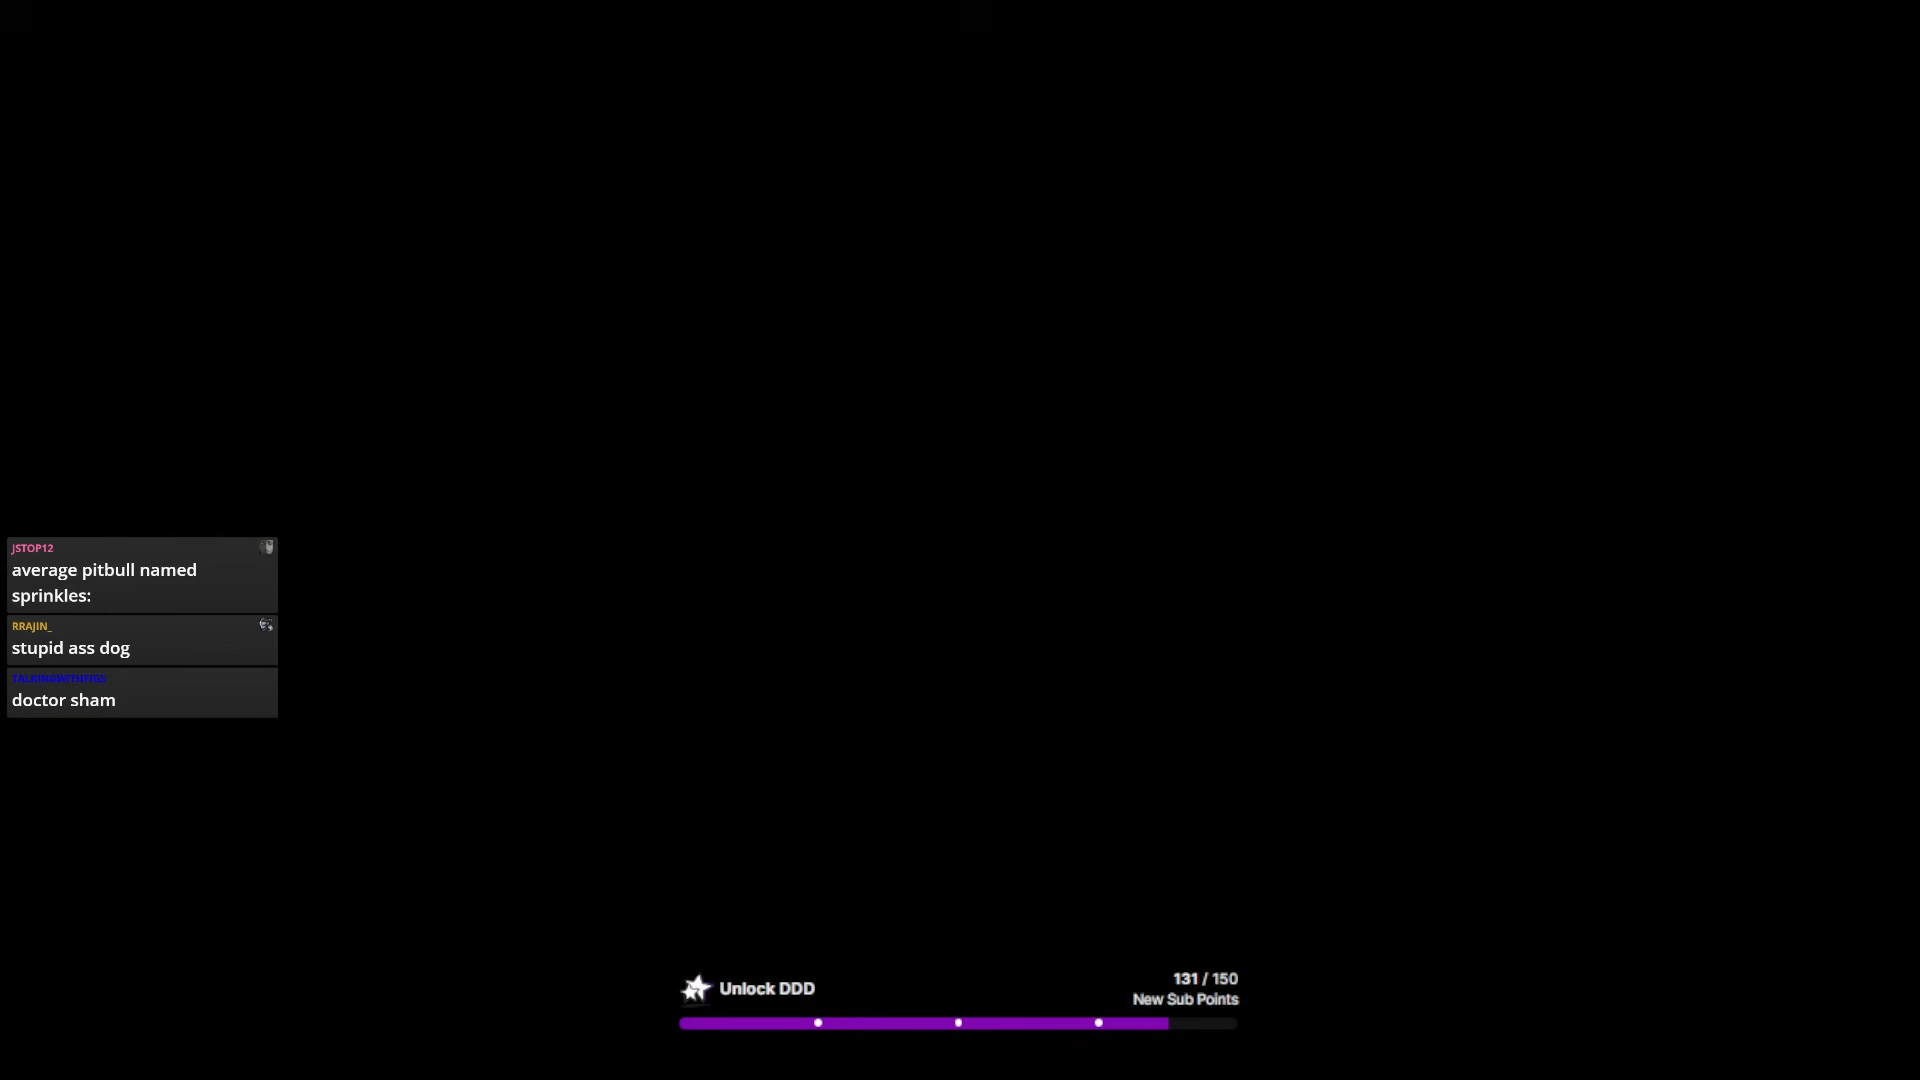 JSTOP12
average pitbull named
sprinkles:
RRAJIN_
stupid ass dog
doctor sham
Unlock DDD
131 / 150
New Sub Points